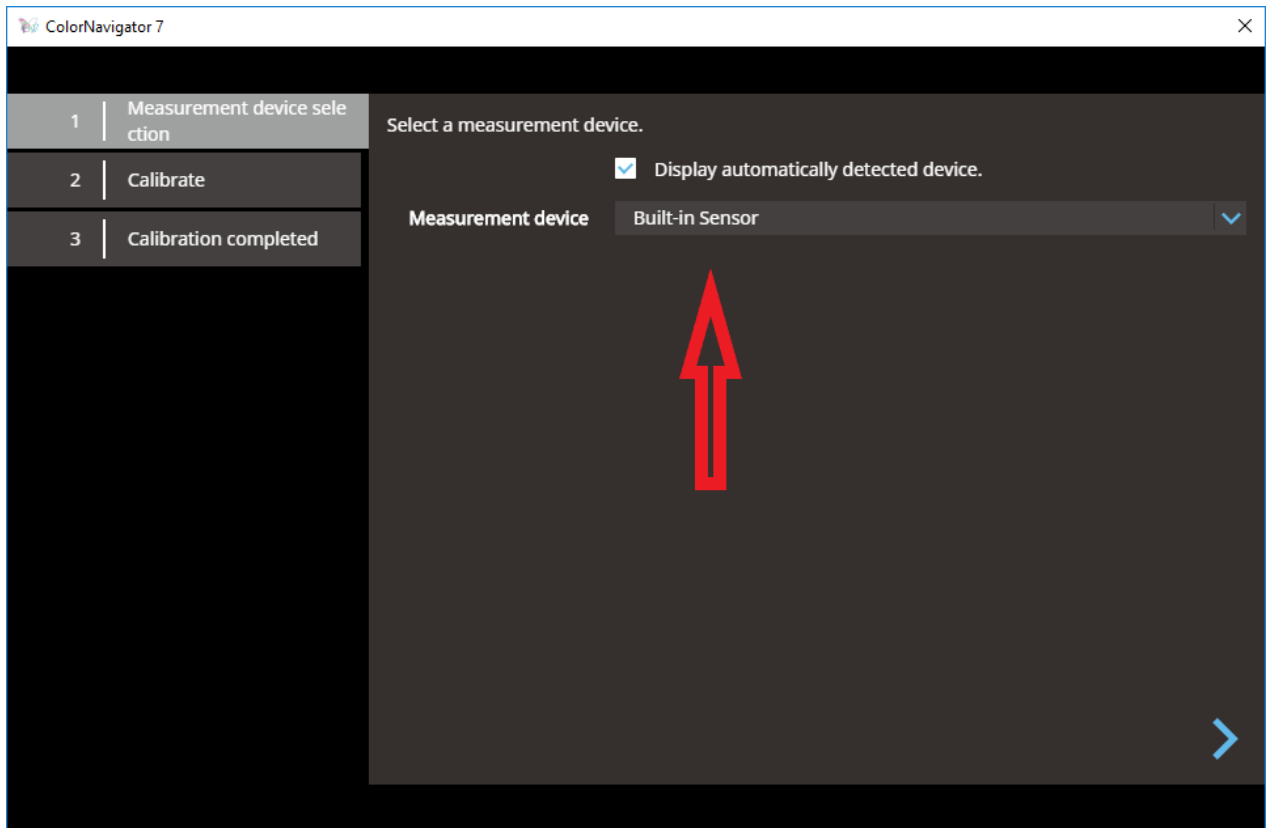 ColorNavigator 7
1 Measurement device sele
ction
2 Calibrate
3 Calibration completed
Select a measurement device.
Display automatically detected device.
Measurement device Built-in Sensor